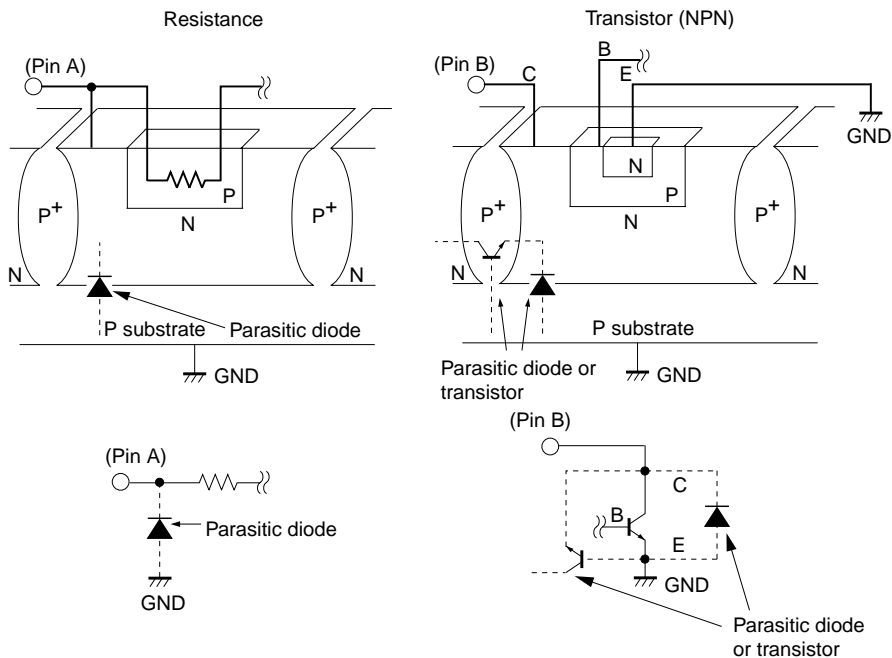 Resistance
(Pin A)
P⁺
P
N
P⁺
N
N
P substrate
Parasitic diode
GND
Transistor (NPN)
(Pin B)
C
B
E
GND
P⁺
N
P
N
P⁺
N
N
P substrate
Parasitic diode or
transistor
GND
(Pin A)
Parasitic diode
GND
(Pin B)
C
B
E
GND
Parasitic diode
or transistor